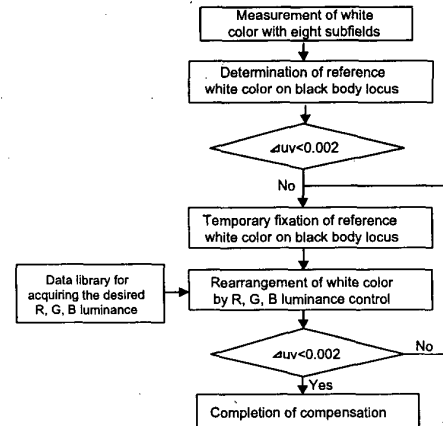 Measurement of white
color with eight subfields
Determination of reference
white color on black body locus
⊿uv<0.002
No
Temporary fixation of reference
white color on black body locus
Data library for
acquiring the desired
R, G, B luminance
Rearrangement of white color
by R, G, B luminance control
⊿uv<0.002
No
Yes
Completion of compensation